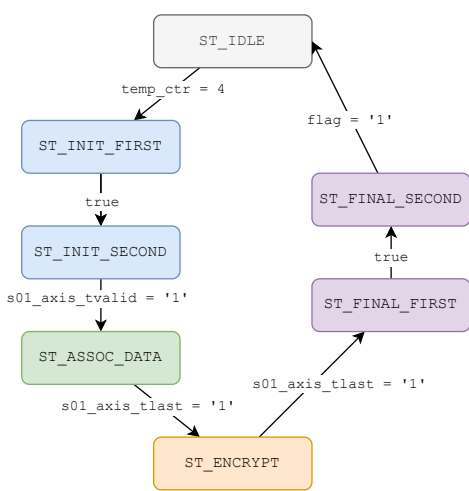 ST_IDLE
temp_ctr = 4
flag = '1'
ST_INIT_FIRST
true
ST_FINAL_SECOND
ST_INIT_SECOND
true
s01_axis_tvalid = '1'
ST_FINAL_FIRST
ST_ASSOC_DATA
s01_axis_tlast = '1'
s01_axis_tlast = '1'
ST_ENCRYPT